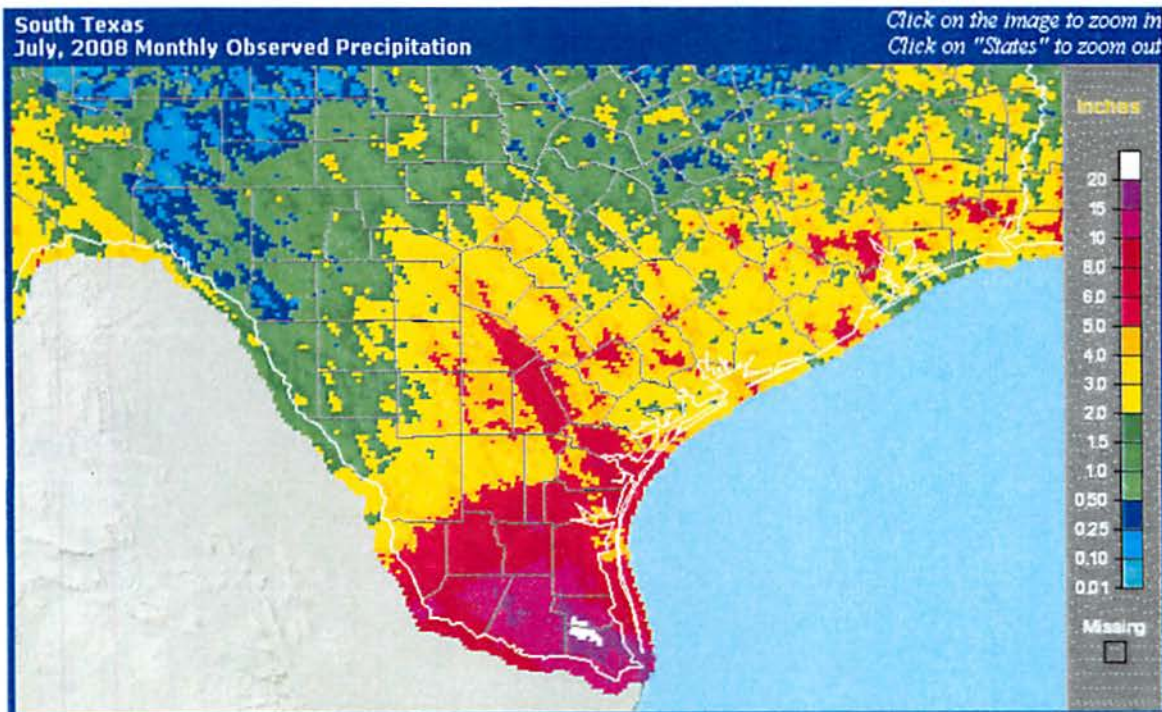 South Texas
July, 2008 Monthly Observed Precipitation
Click on the image to zoom in
Click on "States" to zoom out
Inches
20
15
10
8.0
6.0
5.0
4.0
3.0
2.0
1.5
1.0
0.50
0.25
0.10
0.01
Missing